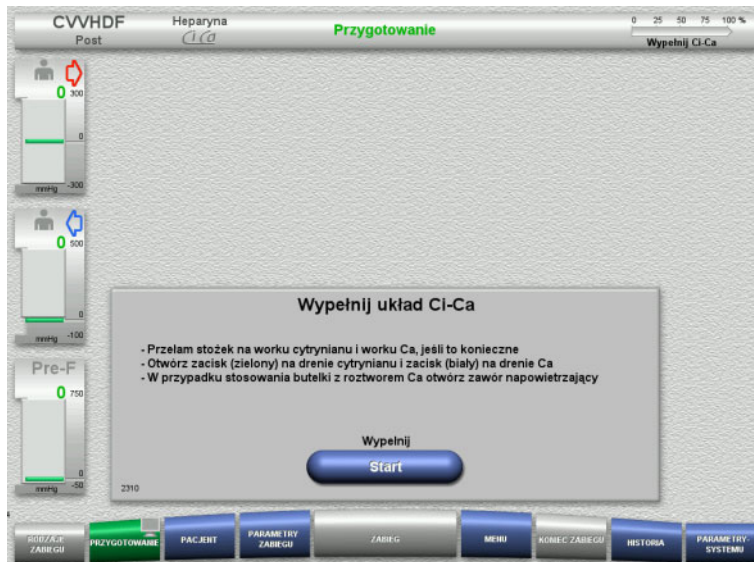 CVVHDF
Post
Heparyna
CiCa
Przygotowanie
0 25 50 75 100 %
Wypełnij Ci-Ca
0
300
0
mmHg -300
0
500
0
mmHg -100
Pre-F
0
750
0
mmHg -50
Wypełnij układ Ci-Ca
- Przełam stożek na worku cytrynianu i worku Ca, jeśli to konieczne
- Otwórz zacisk (zielony) na drenie cytrynianu i zacisk (biały) na drenie Ca
- W przypadku stosowania butelki z roztworem Ca otwórz zawór napowietrzający
Wypełnij
Start
2310
RODZAJE ZABIEGU
PRZYGOTOWANIE
PACJENT
PARAMETRY ZABIEGU
ZABIEG
MENU
KONIEC ZABIEGU
HISTORIA
PARAMETRY-SYSTEMU